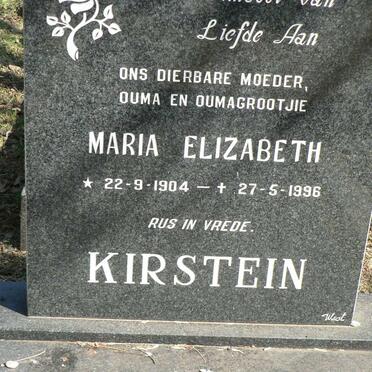 van
Liefde Aan
ONS DIERBARE MOEDER,
OUMA EN OUMAGROOTJIE
MARIA ELIZABETH
★ 22-9-1904 — ✝ 27-5-1996
RUS IN VREDE.
KIRSTEIN
West